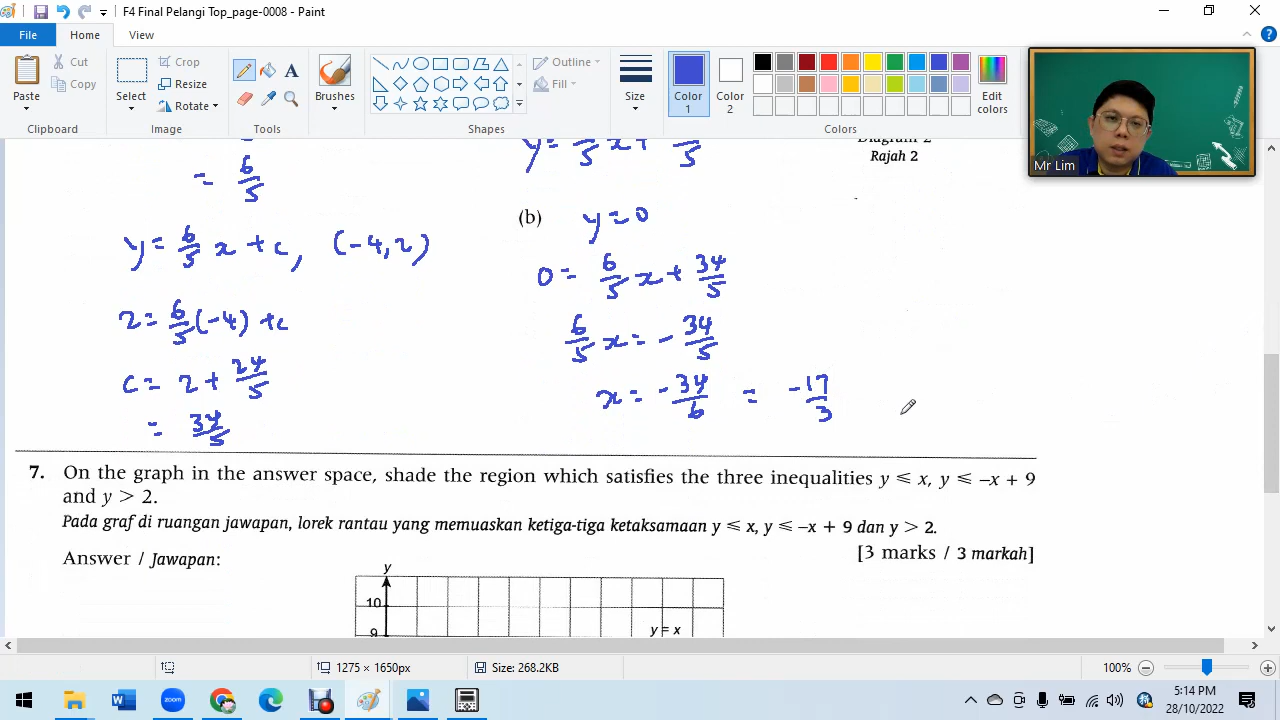 F4 Final Pelangi Top_page-0008 - Paint
File
Home
View
Paste
Cut
Copy
Clipboard
Select
Crop
Resize
Rotate
Image
Tools
Brushes
Shapes
Outline
Fill
Size
Color 1
Color 2
Edit colors
Colors
Mr Lim
Rajah 2
= 6/5
y = 6/5 x + c, (-4, 2)
2 = 6/5 (-4) + c
c = 2 + 24/5
= 34/5
(b) y = 0
0 = 6/5 x + 34/5
6/5 x = - 34/5
x = - 34/6 = -17/3
7. On the graph in the answer space, shade the region which satisfies the three inequalities y ⩽ x, y ⩽ –x + 9
and y > 2.
Pada graf di ruangan jawapan, lorek rantau yang memuaskan ketiga-tiga ketaksamaan y ⩽ x, y ⩽ –x + 9 dan y > 2.
[3 marks / 3 markah]
Answer / Jawapan:
y
10
9
y = x
1275 × 1650px
Size: 268.2KB
100%
zoom
5:14 PM
28/10/2022